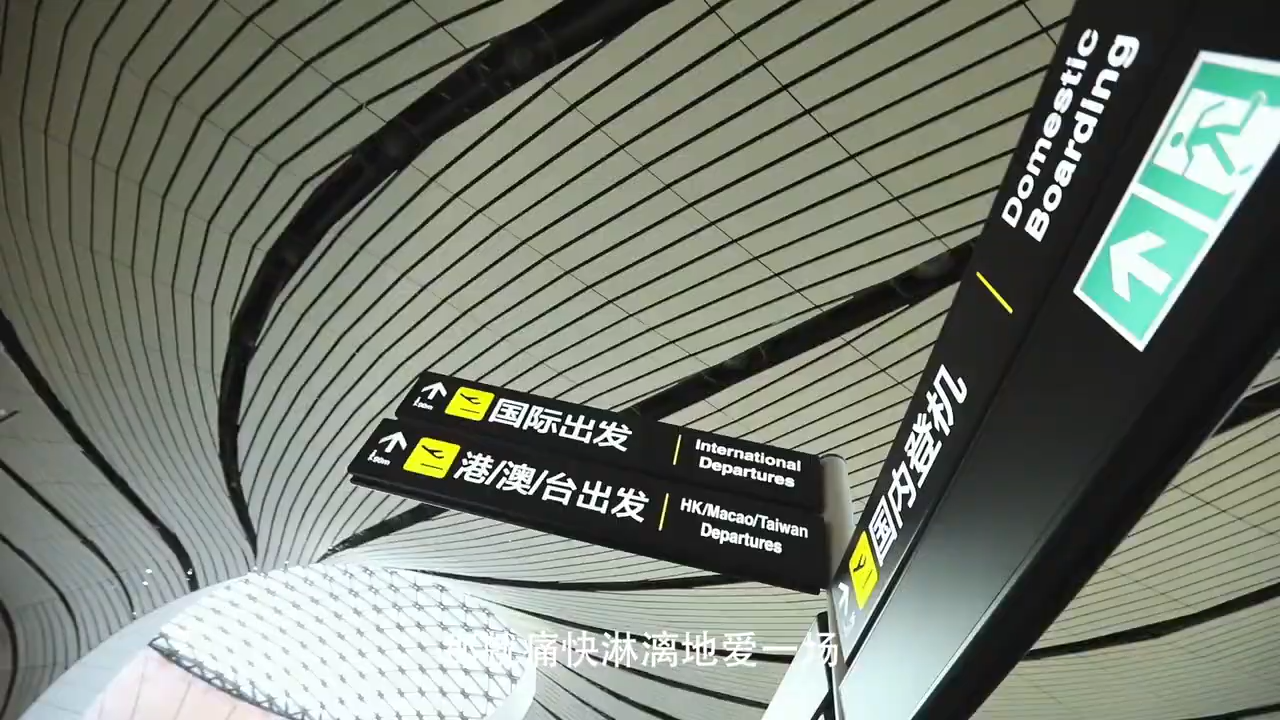 国际出发
International
Departures
港/澳/台出发
HK/Macao/Taiwan
Departures
国内登机
Domestic
Boarding
痛快淋漓地爱一场